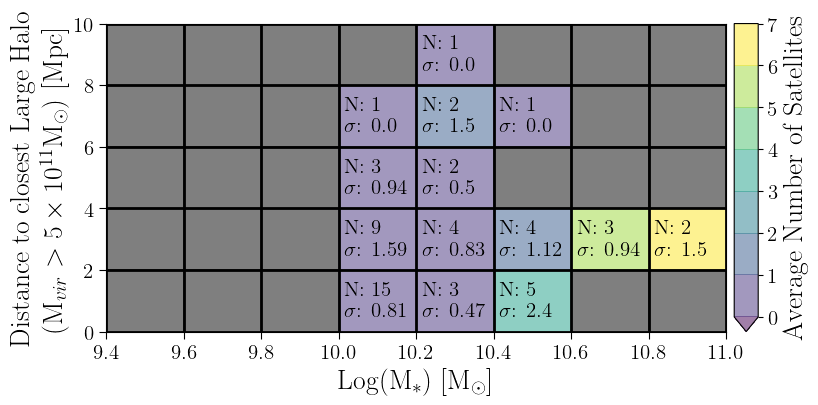 Distance to closest Large Halo
(M_{vir} > 5 × 10^{11}M_⊙) [Mpc]
10
8
6
4
2
0
N: 1
σ: 0.0
N: 1
σ: 0.0
N: 2
σ: 1.5
N: 1
σ: 0.0
N: 3
σ: 0.94
N: 2
σ: 0.5
N: 9
σ: 1.59
N: 4
σ: 0.83
N: 4
σ: 1.12
N: 3
σ: 0.94
N: 2
σ: 1.5
N: 15
σ: 0.81
N: 3
σ: 0.47
N: 5
σ: 2.4
9.4 9.6 9.8 10.0 10.2 10.4 10.6 10.8 11.0
Log(M_*) [M_⊙]
7
6
5
4
3
2
1
0
Average Number of Satellites